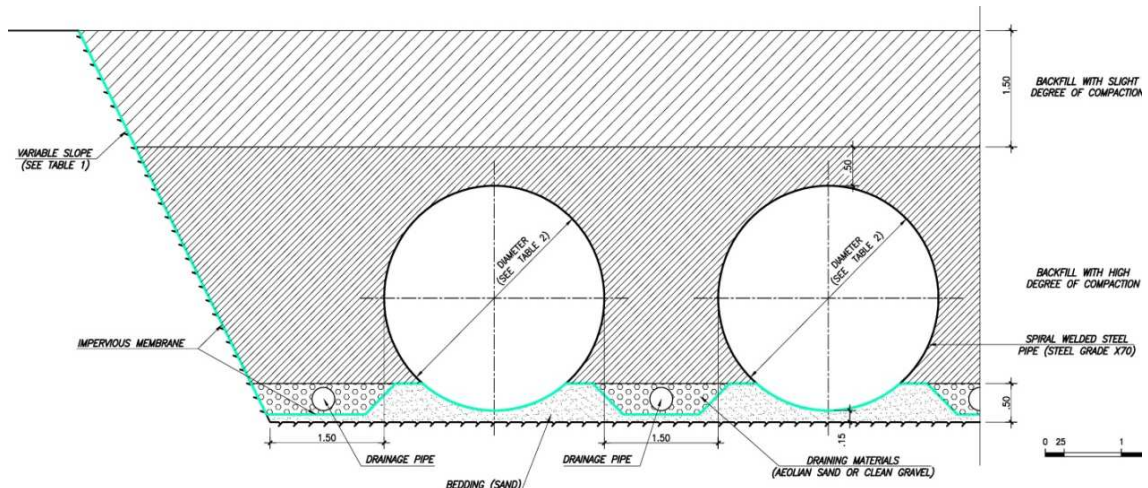 1.50
BACKFILL WITH SLIGHT
DEGREE OF COMPACTION
VARIABLE SLOPE
(SEE TABLE 1)
.50
DIAMETER
(SEE TABLE 2)
DIAMETER
(SEE TABLE 2)
BACKFILL WITH HIGH
DEGREE OF COMPACTION
IMPERVIOUS MEMBRANE
SPIRAL WELDED STEEL
PIPE (STEEL GRADE X70)
.50
1.50
1.50
.15
DRAINAGE PIPE
DRAINAGE PIPE
DRAINING MATERIALS
(AEOLIAN SAND OR CLEAN GRAVEL)
BEDDING (SAND)
0 25 1